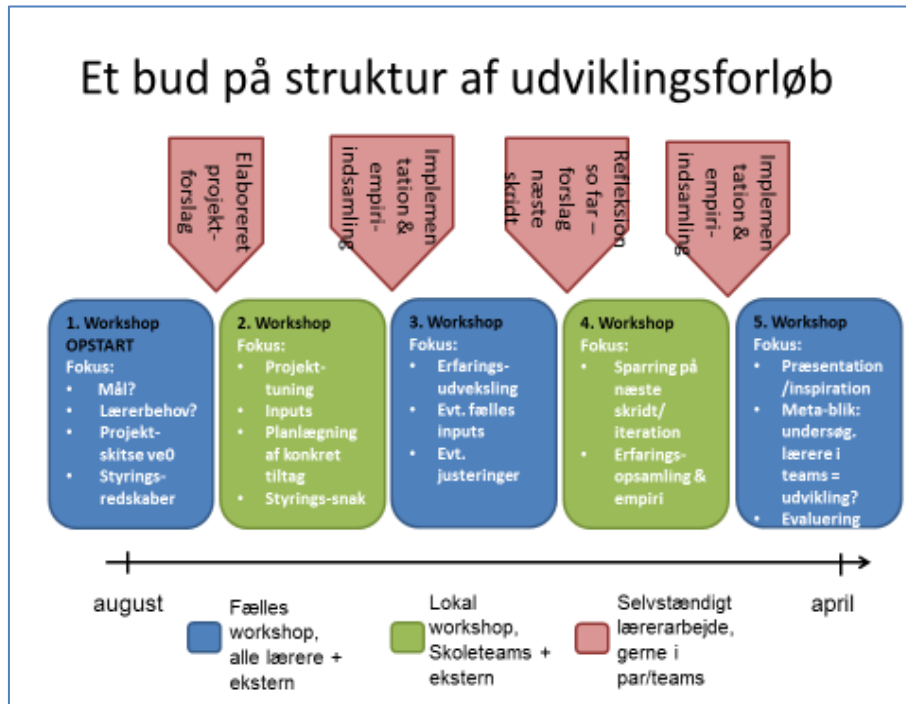 Et bud på struktur af udviklingsforløb
Elaboreret
projekt-
forslag
Implemen
tation &
empiri-
indsamling
Refleksion
so far –
forslag
næste
skridt
Implemen
tation &
empiri-
indsamling
1. Workshop
OPSTART
Fokus:
• Mål?
• Lærerbehov?
• Projekt-
skitse ve0
• Styrings-
redskaber
2. Workshop
Fokus:
• Projekt-
tuning
• Inputs
• Planlægning
af konkret
tiltag
• Styrings-snak
3. Workshop
Fokus:
• Erfarings-
udveksling
• Evt. fælles
inputs
• Evt.
justeringer
4. Workshop
Fokus:
• Sparring på
næste
skridt/
iteration
• Erfarings-
opsamling &
empiri
5. Workshop
Fokus:
• Præsentation
/inspiration
• Meta-blik:
undersøg.
lærere i
teams =
udvikling?
• Evaluering
august
april
Fælles
workshop,
alle lærere +
ekstern
Lokal
workshop,
Skoleteams +
ekstern
Selvstændigt
lærerarbejde,
gerne i
par/teams